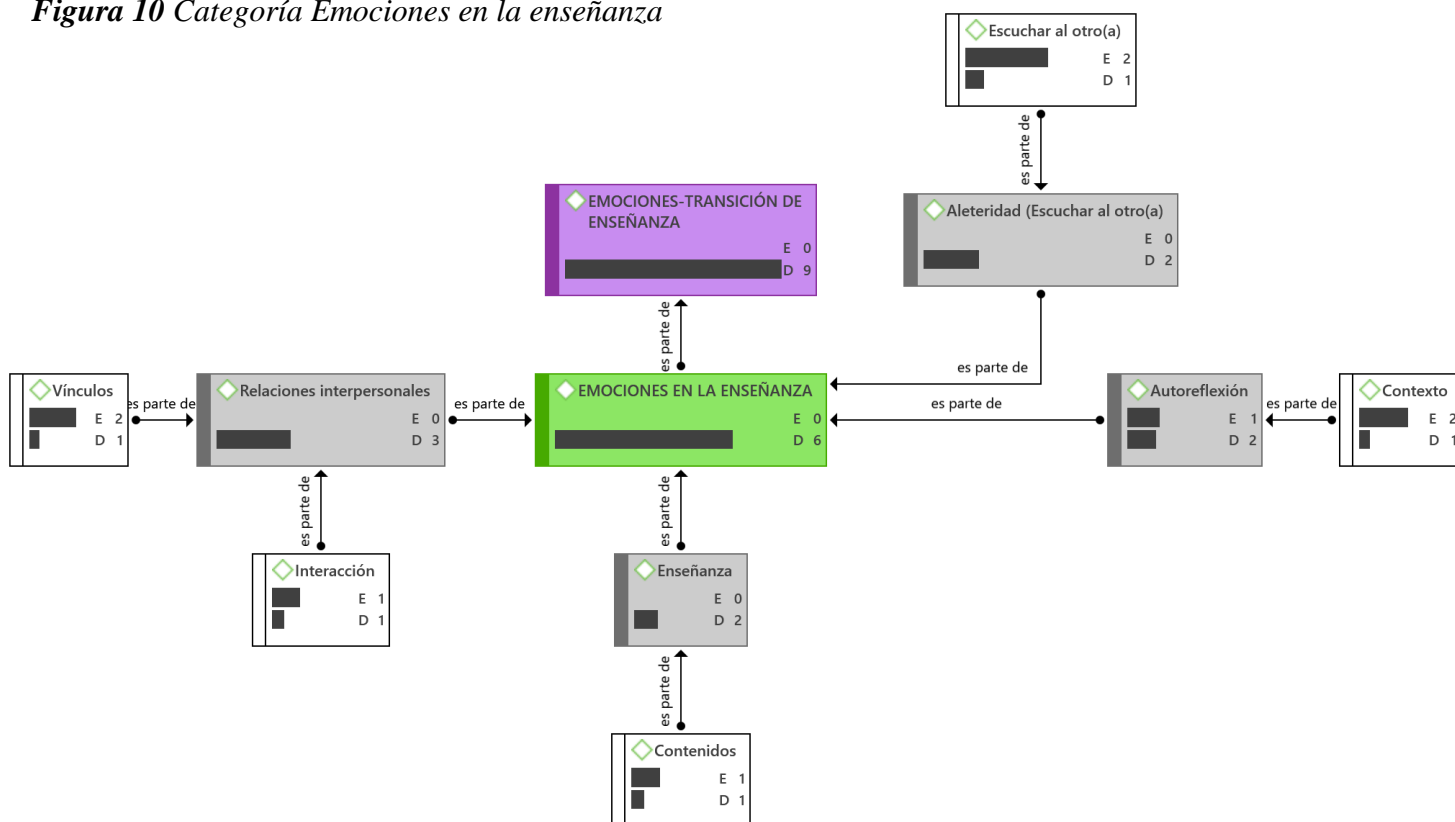 Figura 10 Categoría Emociones en la enseñanza
Escuchar al otro(a)
E 2
D 1
es parte de
EMOCIONES-TRANSICIÓN DE
ENSEÑANZA
E 0
D 9
Aleteridad (Escuchar al otro(a)
E 0
D 2
es parte de
es parte de
Vínculos
E 2
D 1
es parte de
Relaciones interpersonales
E 0
D 3
es parte de
EMOCIONES EN LA ENSEÑANZA
E 0
D 6
es parte de
Autoreflexión
E 1
D 2
es parte de
Contexto
E 2
D 1
es parte de
es parte de
Interacción
E 1
D 1
Enseñanza
E 0
D 2
es parte de
Contenidos
E 1
D 1